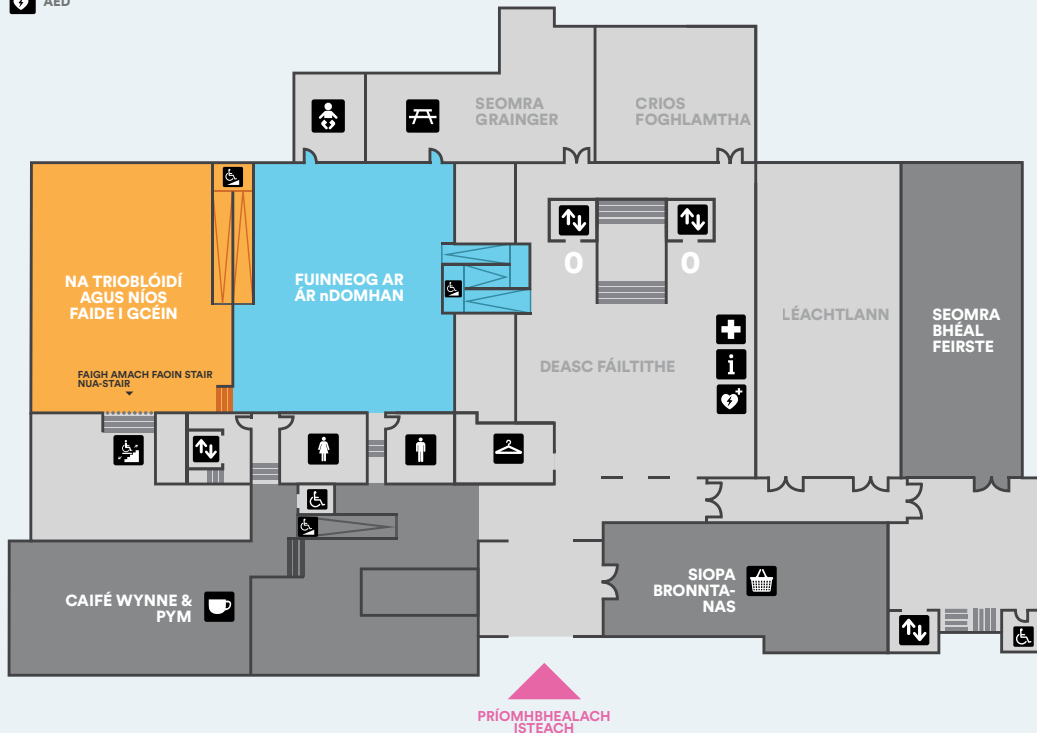 AED
SEOMRA
GRAINGER
CRIOS
FOGHLAMTHA
NA TRIOBLÓIDÍ
AGUS NÍOS
FAIDE I GCÉIN
FUINNEOG AR
ÁR nDOMHAN
0
0
LÉACHTLANN
SEOMRA
BHÉAL
FEIRSTE
DEASC FÁILTITHE
i
FAIGH AMACH FAOIN STAIR
NUA-STAIR
CAIFÉ WYNNE &
PYM
SIOPA
BRONNTA-
NAS
PRÍOMHBHEALACH
ISTEACH